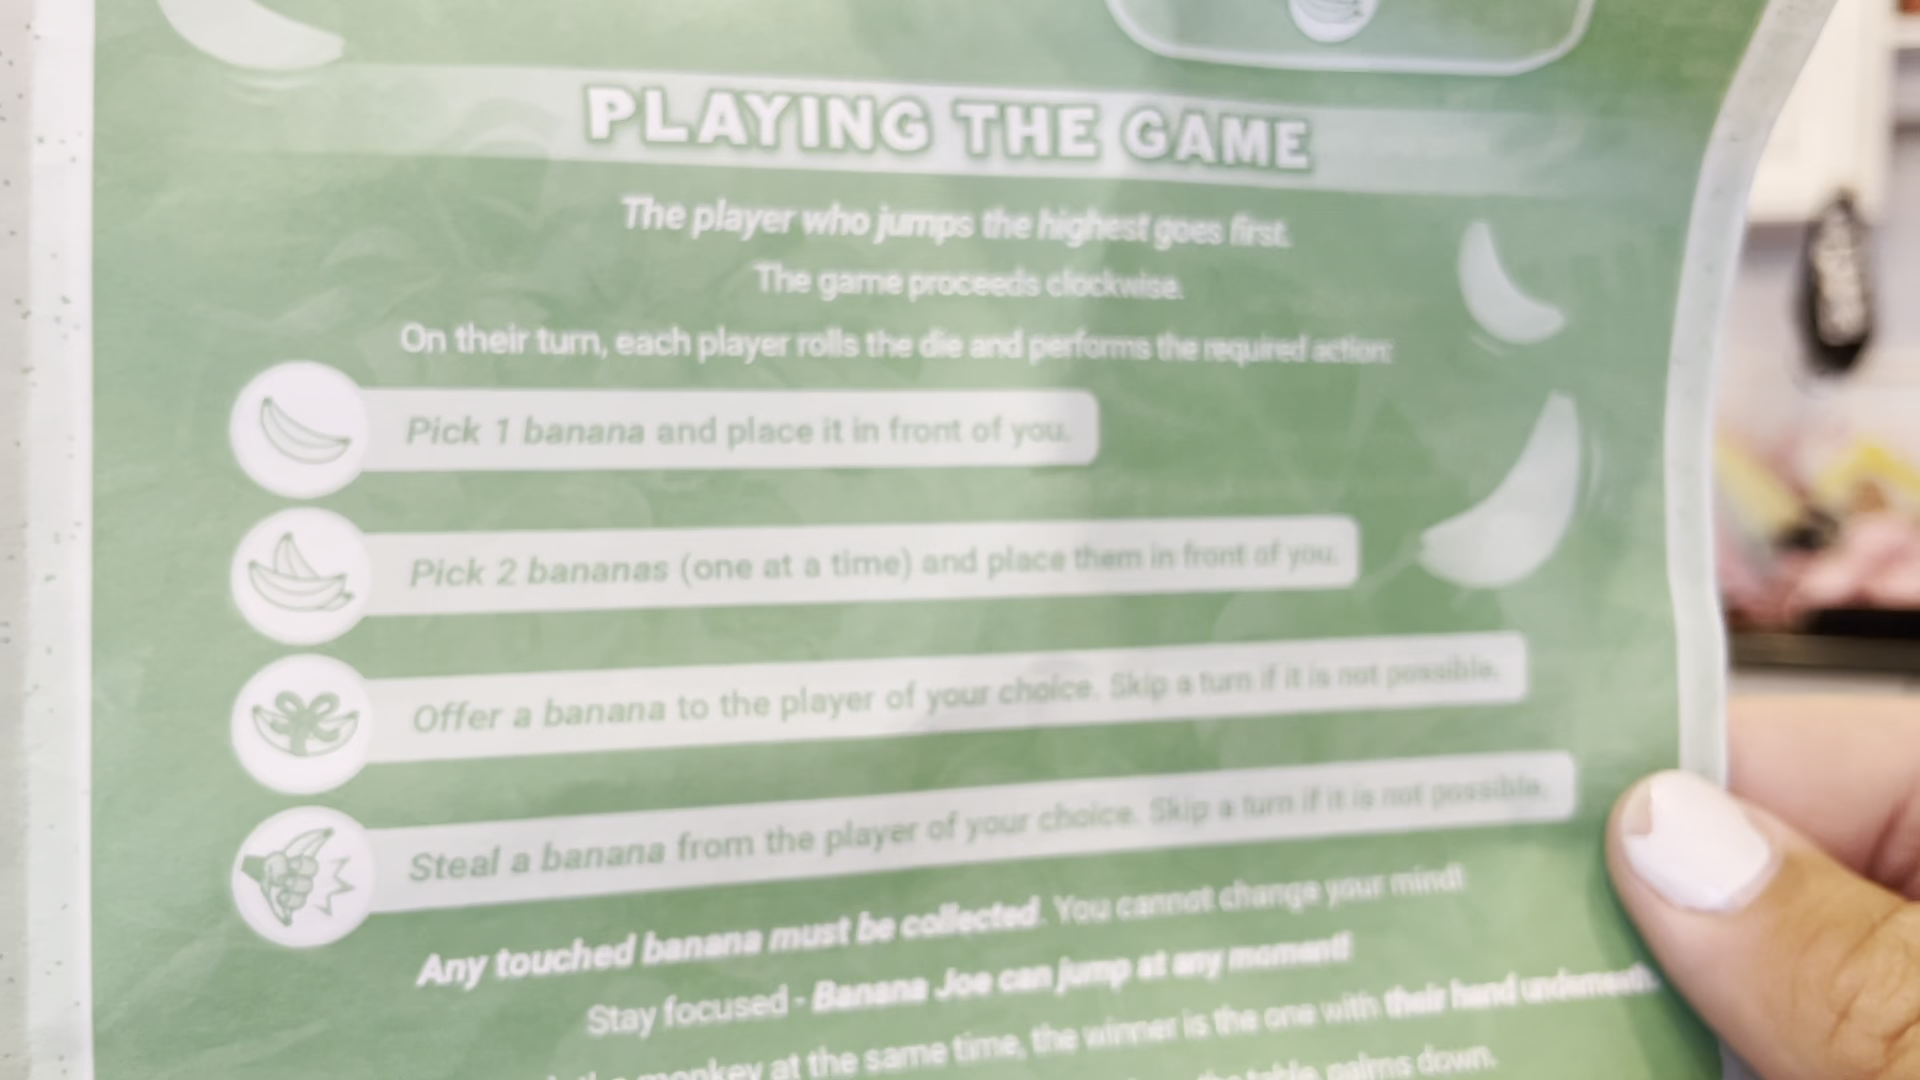 PLAYING THE GAME
The player who jumps the highest goes first.
The game proceeds clockwise.
On their turn, each player rolls the die and performs the required action:
Pick 1 banana and place it in front of you.
Pick 2 bananas (one at a time) and place them in front of you.
Offer a banana to the player of your choice. Skip a turn if it is not possible.
Steal a banana from the player of your choice. Skip a turn if it is not possible.
Any touched banana must be collected. You cannot change your mind!
Stay focused - Banana Joe can jump at any moment!
monkey at the same time, the winner is the one with their hand underneath
the table, palms down.